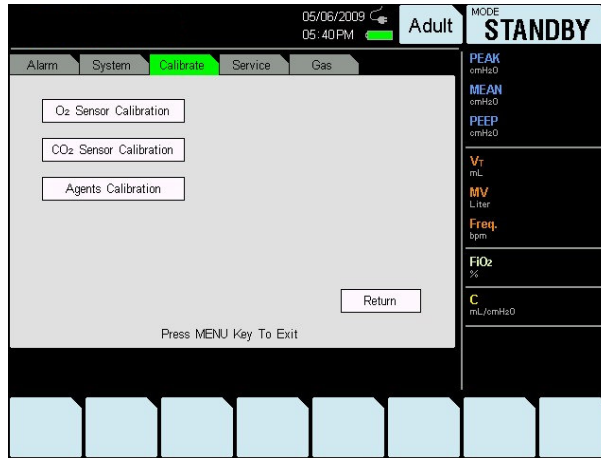 05/06/2009
05:40 PM
Adult
MODE
STANDBY
Alarm
System
Calibrate
Service
Gas
O₂ Sensor Calibration
CO₂ Sensor Calibration
Agents Calibration
Return
Press MENU Key To Exit
PEAK
cmH2O
MEAN
cmH2O
PEEP
cmH2O
VT
mL
MV
Liter
Freq.
bpm
FiO₂
%
C
mL/cmH2O